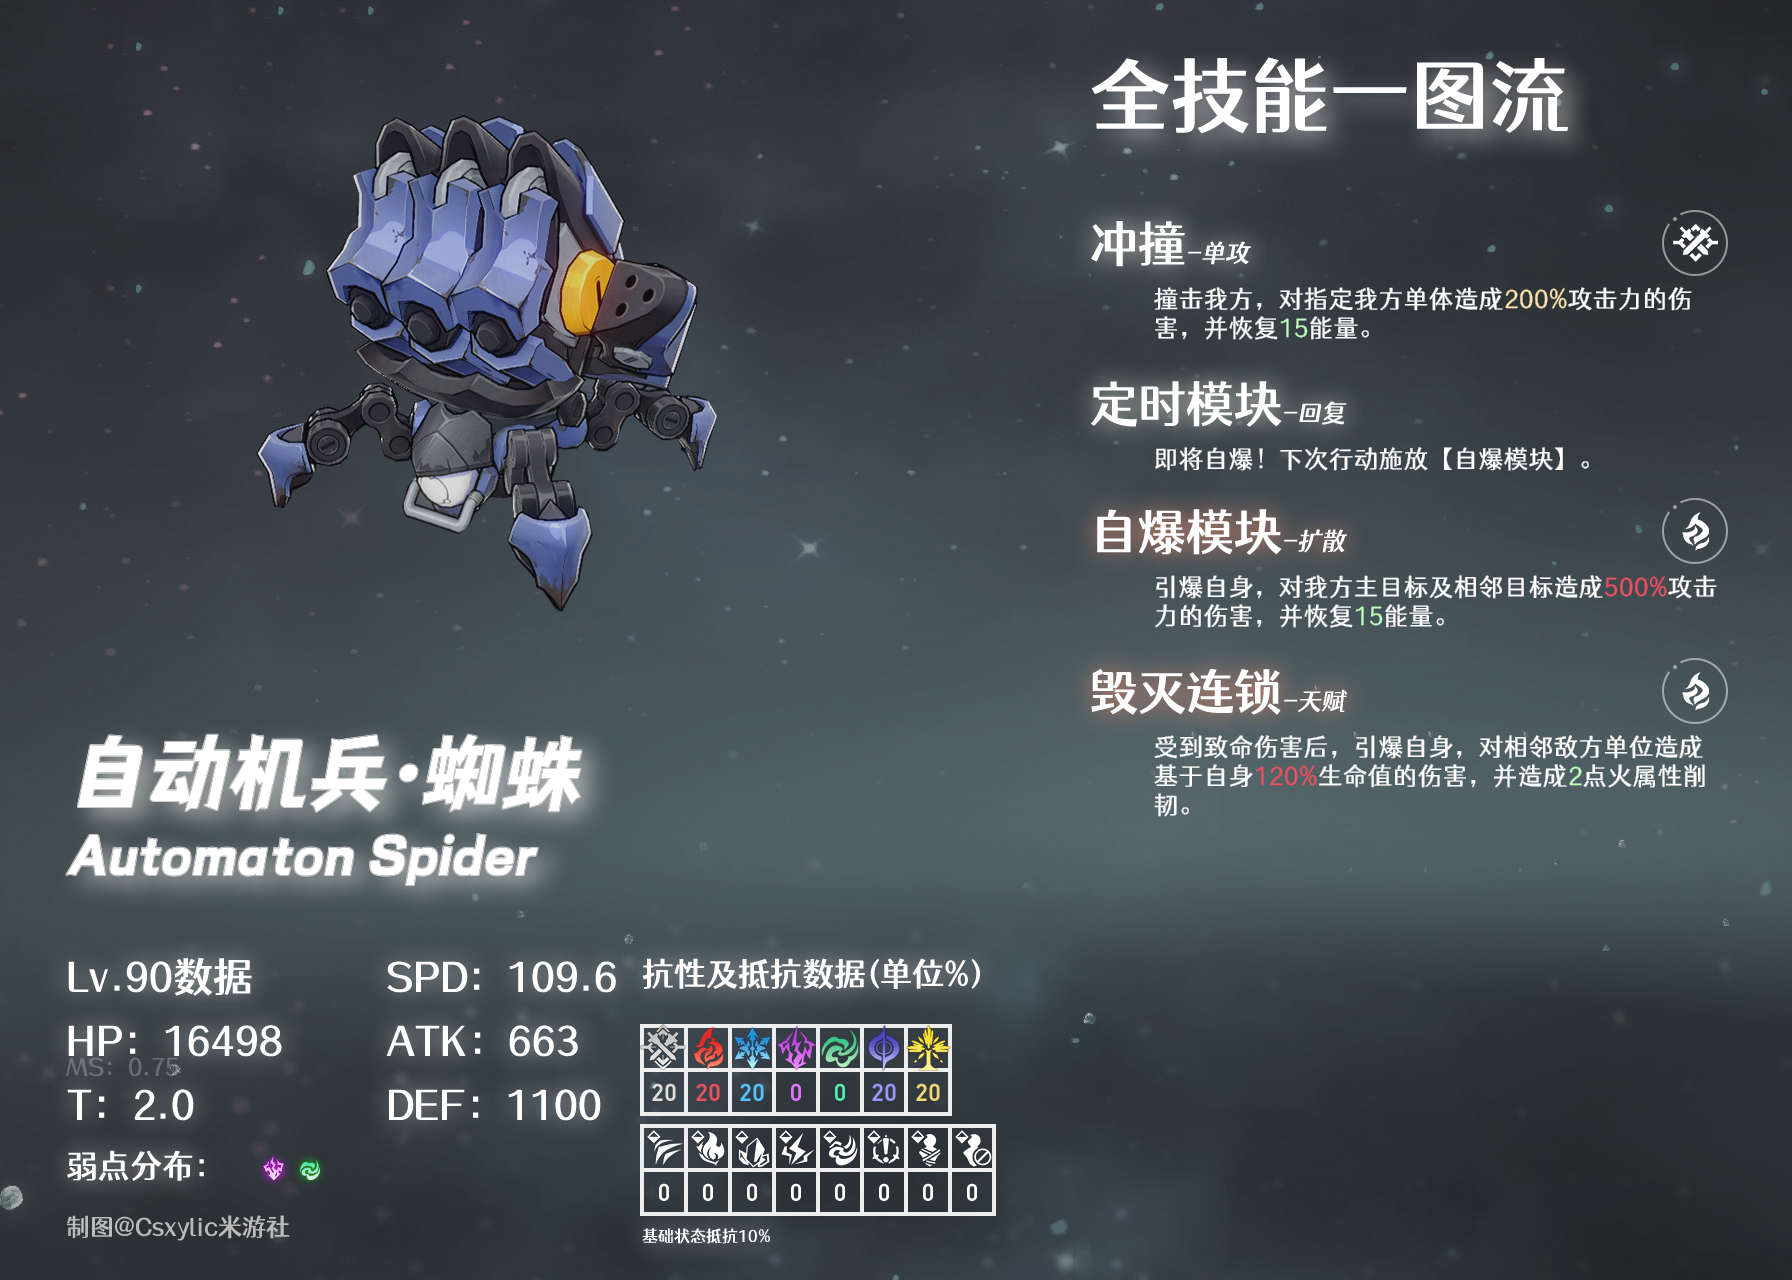 全技能一图流
冲撞-单攻
撞击我方，对指定我方单体造成200%攻击力的伤
害，并恢复15能量。
定时模块-回复
即将自爆！下次行动施放【自爆模块】。
自爆模块-扩散
引爆自身，对我方主目标及相邻目标造成500%攻击
力的伤害，并恢复15能量。
毁灭连锁-天赋
受到致命伤害后，引爆自身，对相邻敌方单位造成
基于自身120%生命值的伤害，并造成2点火属性削
韧。
自动机兵·蜘蛛
Automaton Spider
Lv.90数据
SPD：109.6
HP：16498
ATK：663
MS：0.75
T：2.0
DEF：1100
弱点分布：
制图@Csxylic米游社
抗性及抵抗数据(单位%)
20 20 20 0 0 20 20
0 0 0 0 0 0 0 0
基础状态抵抗10%